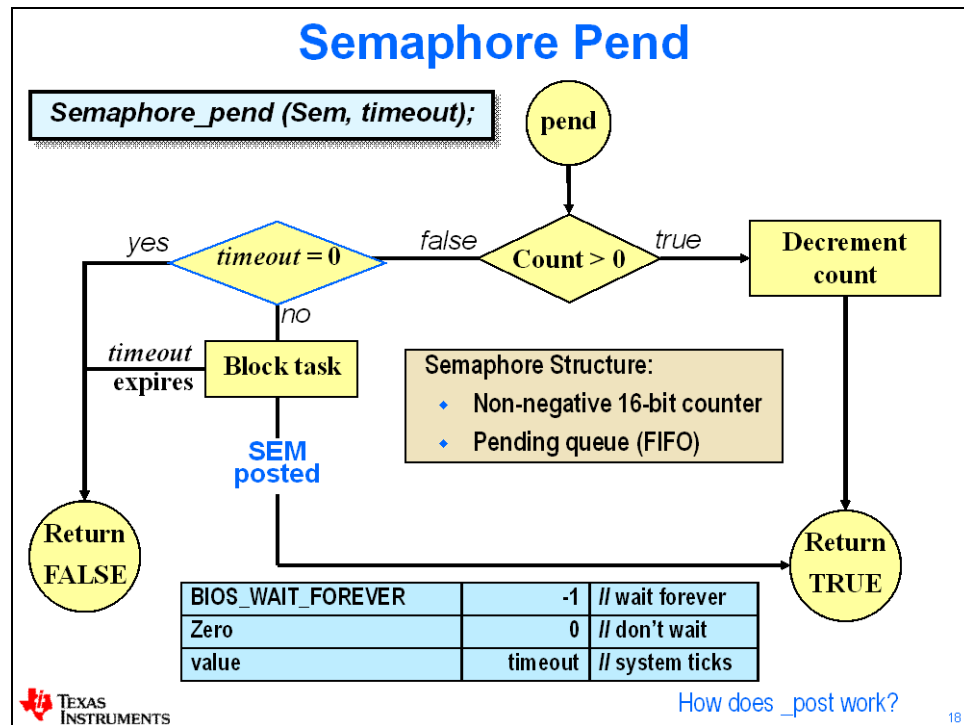 Semaphore Pend
Semaphore_pend (Sem, timeout);
pend
yes
timeout = 0
false
Count > 0
true
Decrement
count
no
timeout
expires
Block task
Semaphore Structure:
Non-negative 16-bit counter
Pending queue (FIFO)
SEM
posted
Return
FALSE
Return
TRUE
BIOS_WAIT_FOREVER -1 // wait forever
Zero 0 // don't wait
value timeout // system ticks
TEXAS
INSTRUMENTS
How does _post work?
18